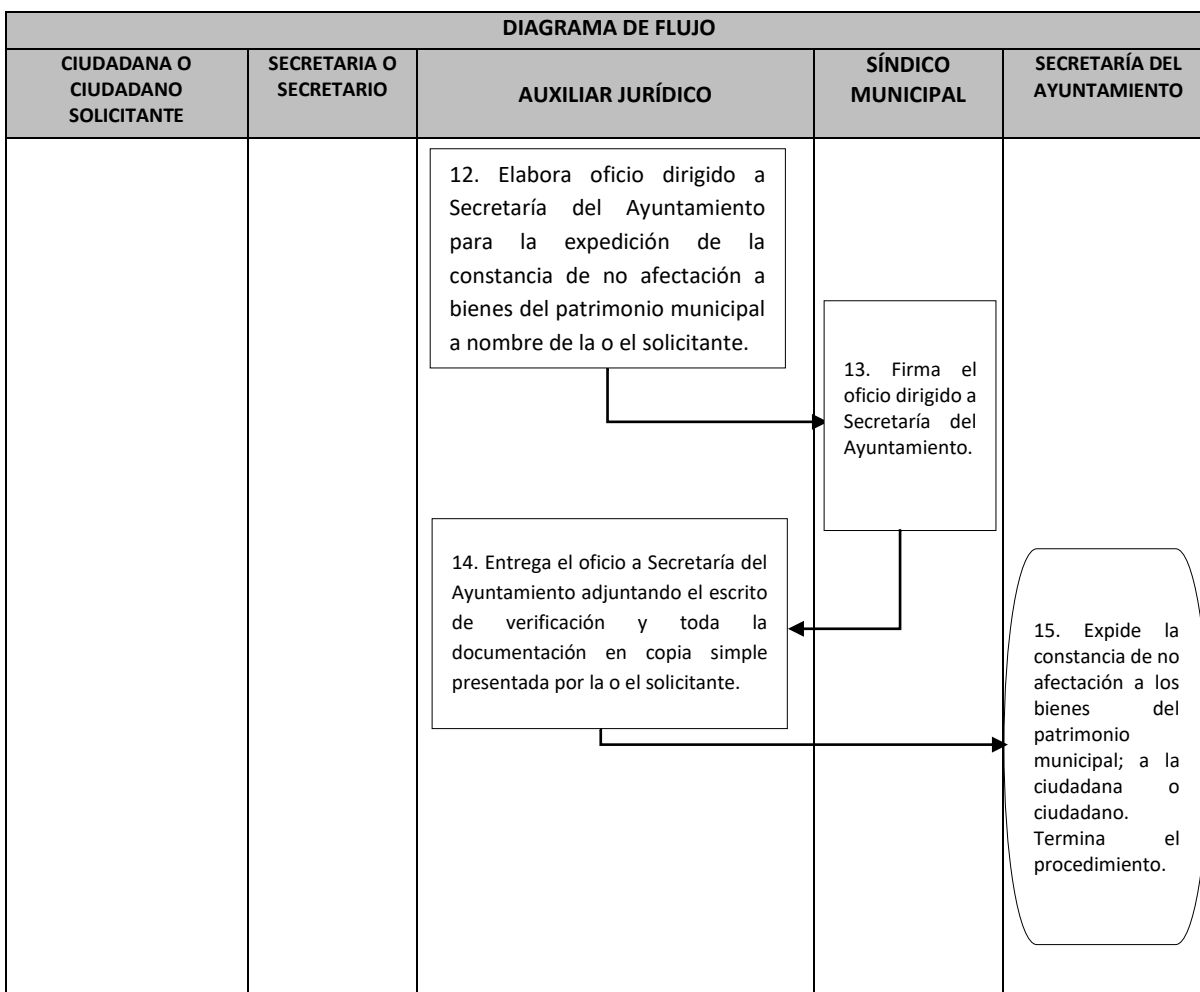 DIAGRAMA DE FLUJO
CIUDADANA O
CIUDADANO
SOLICITANTE
SECRETARIA O
SECRETARIO
AUXILIAR JURÍDICO
SÍNDICO
MUNICIPAL
SECRETARÍA DEL
AYUNTAMIENTO
12. Elabora oficio dirigido a
Secretaría del Ayuntamiento
para la expedición de la
constancia de no afectación a
bienes del patrimonio municipal
a nombre de la o el solicitante.
13. Firma el
oficio dirigido a
Secretaría del
Ayuntamiento.
14. Entrega el oficio a Secretaría del
Ayuntamiento adjuntando el escrito
de verificación y toda la
documentación en copia simple
presentada por la o el solicitante.
15. Expide la
constancia de no
afectación a los
bienes del
patrimonio
municipal; a la
ciudadana o
ciudadano.
Termina el
procedimiento.